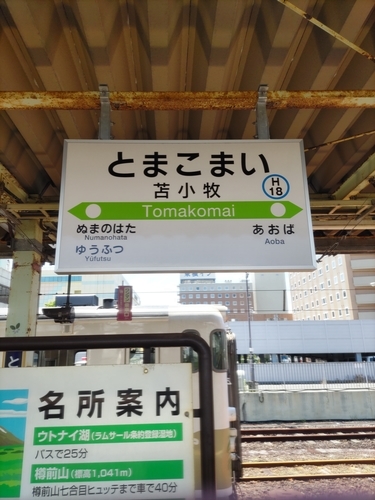 とまこまい
苫小牧
H
18
Tomakomai
ぬまのはた
Numanohata
ゆうふつ
Yūfutsu
あおば
Aoba
名所案内
ウトナイ湖(ラムサール条約登録湿地)
バスで25分
樽前山(標高1,041m)
樽前山七合目ヒュッテまで車で40分